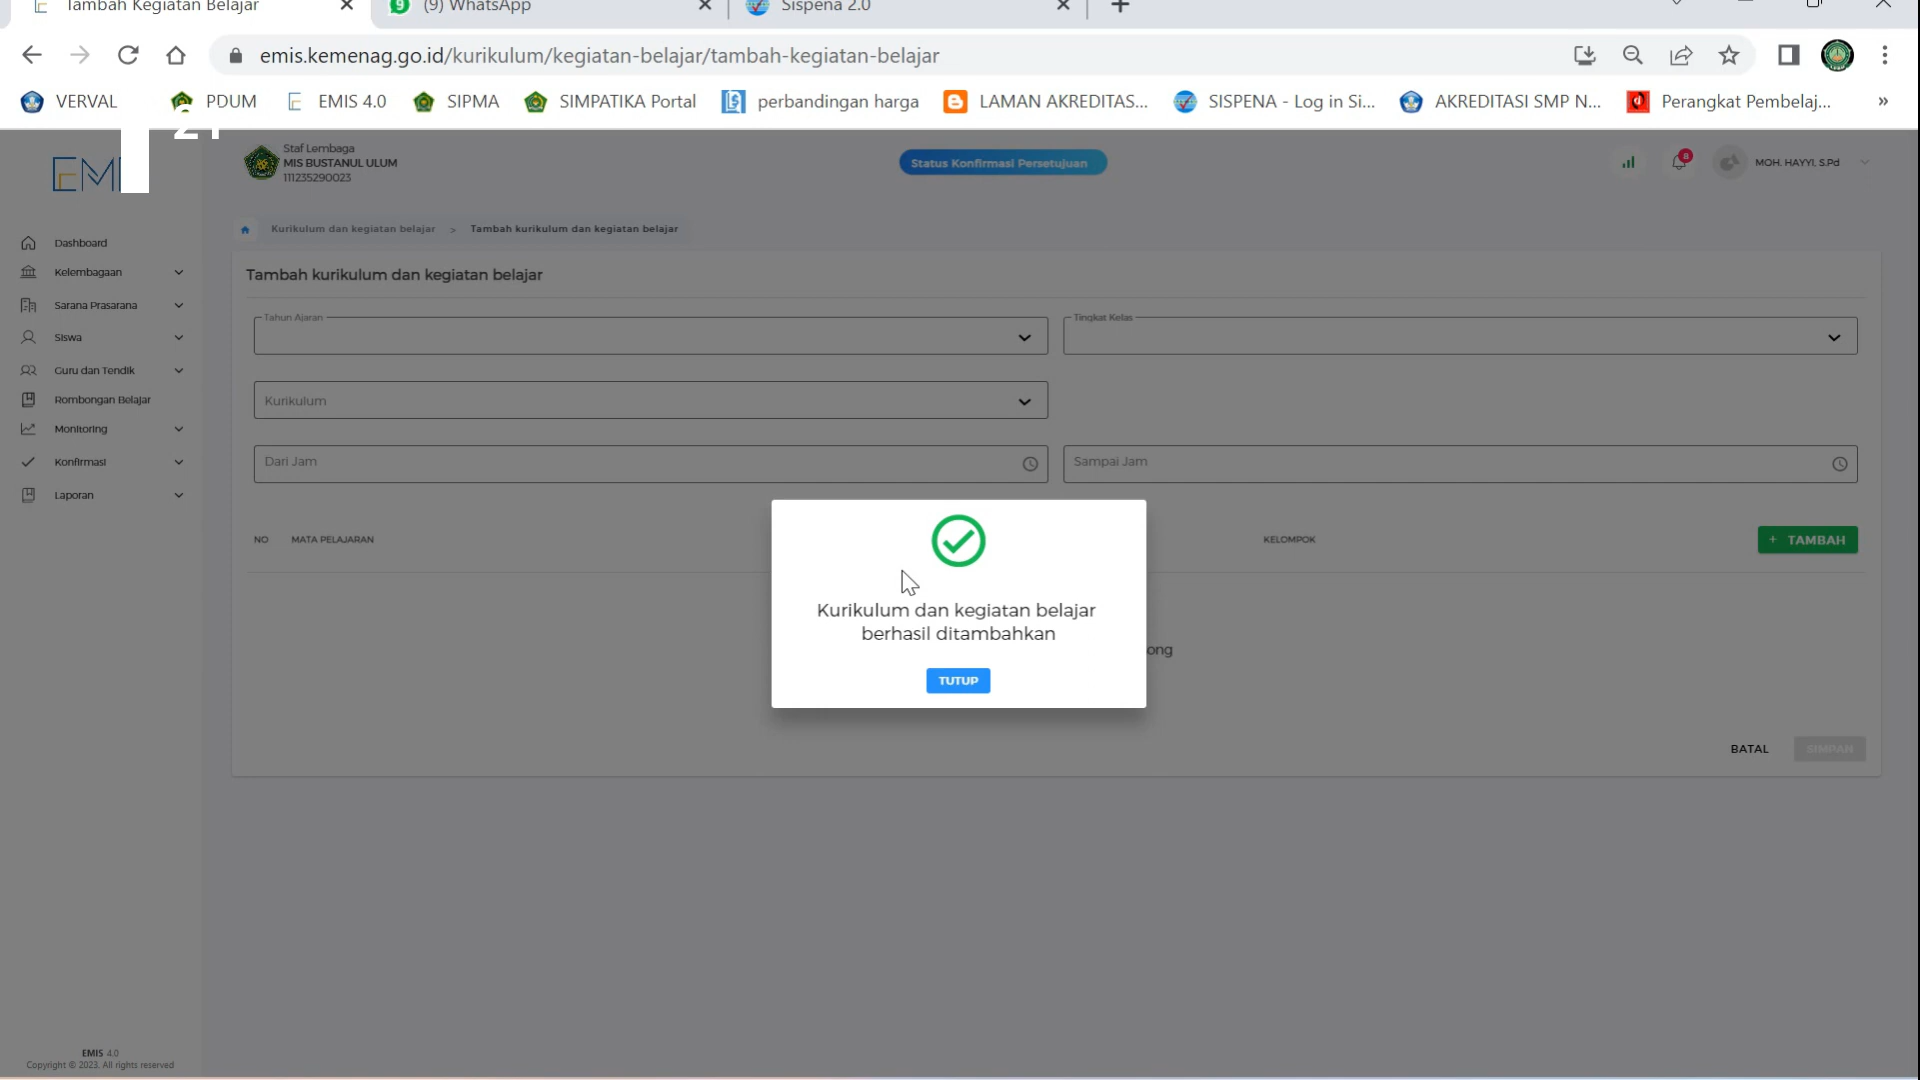 Tambah Kegiatan Belajar
(9) WhatsApp
Sispena 2.0
emis.kemenag.go.id/kurikulum/kegiatan-belajar/tambah-kegiatan-belajar
VERVAL
PDUM
EMIS 4.0
SIPMA
SIMPATIKA Portal
perbandingan harga
LAMAN AKREDITAS...
SISPENA - Log in Si...
AKREDITASI SMP N...
Perangkat Pembelaj...
»
Staf Lembaga
MIS BUSTANUL ULUM
111235290023
Status Konfirmasi Persetujuan
8
MOH. HAYYI, S.Pd
Dashboard
Kelembagaan
Sarana Prasarana
Siswa
Guru dan Tendik
Rombongan Belajar
Monitoring
Konfirmasi
Laporan
Kurikulum dan kegiatan belajar > Tambah kurikulum dan kegiatan belajar
Tambah kurikulum dan kegiatan belajar
Tahun Ajaran
Tingkat Kelas
Kurikulum
Dari Jam
Sampai Jam
NO
MATA PELAJARAN
KELOMPOK
+ TAMBAH
Kurikulum dan kegiatan belajar
berhasil ditambahkan
TUTUP
ong
BATAL
SIMPAN
EMIS 4.0
Copyright © 2023. All rights reserved